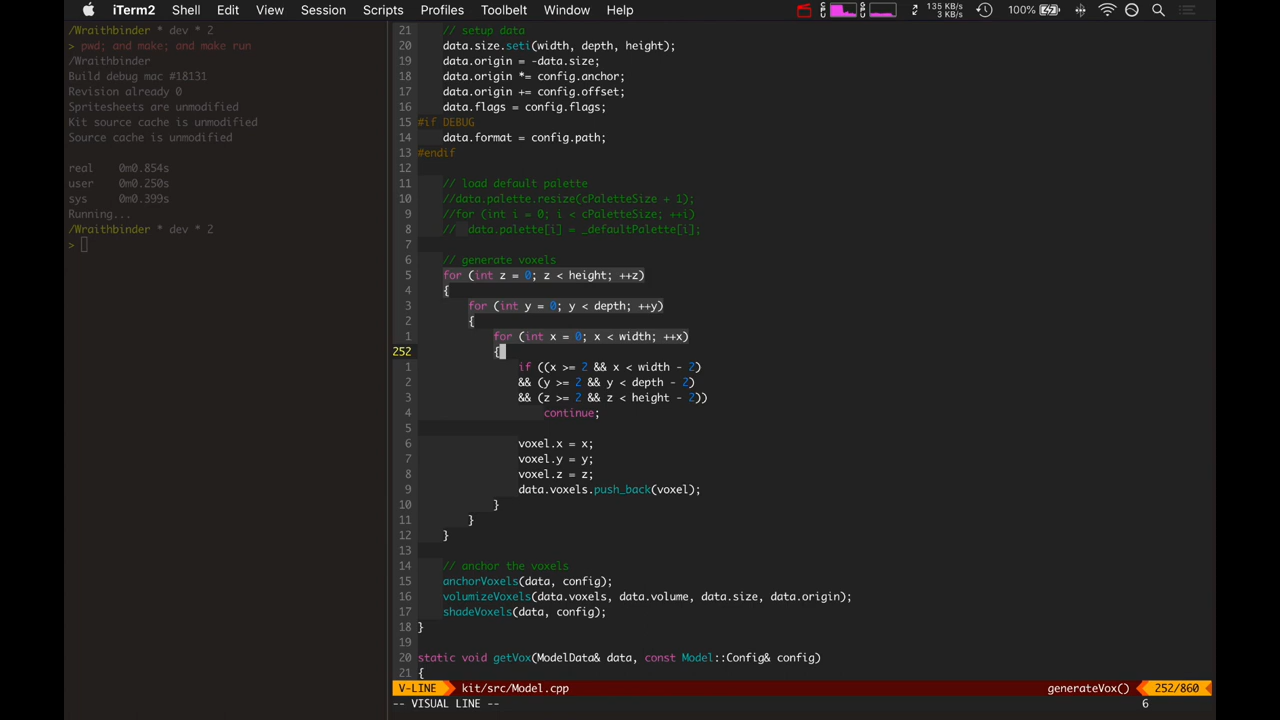 iTerm2 Shell Edit View Session Scripts Profiles Toolbelt Window Help 135 KB/s 3 KB/s 100%
/Wraithbinder * dev * 2
> pwd; and make; and make run
/Wraithbinder
Build debug mac #18131
Revision already 0
Spritesheets are unmodified
Kit source cache is unmodified
Source cache is unmodified
real 0m0.854s
user 0m0.250s
sys 0m0.399s
Running...
/Wraithbinder * dev * 2
>
21 // setup data
20 data.size.seti(width, depth, height);
19 data.origin = -data.size;
18 data.origin *= config.anchor;
17 data.origin += config.offset;
16 data.flags = config.flags;
15 #if DEBUG
14 data.format = config.path;
13 #endif
12
11 // load default palette
10 //data.palette.resize(cPaletteSize + 1);
9 //for (int i = 0; i < cPaletteSize; ++i)
8 // data.palette[i] = _defaultPalette[i];
7
6 // generate voxels
5 for (int z = 0; z < height; ++z)
4 {
3 for (int y = 0; y < depth; ++y)
2 {
1 for (int x = 0; x < width; ++x)
252 {
1 if ((x >= 2 && x < width - 2)
2 && (y >= 2 && y < depth - 2)
3 && (z >= 2 && z < height - 2))
4 continue;
5
6 voxel.x = x;
7 voxel.y = y;
8 voxel.z = z;
9 data.voxels.push_back(voxel);
10 }
11 }
12 }
13
14 // anchor the voxels
15 anchorVoxels(data, config);
16 volumizeVoxels(data.voxels, data.volume, data.size, data.origin);
17 shadeVoxels(data, config);
18 }
19
20 static void getVox(ModelData& data, const Model::Config& config)
21 {
V-LINE kit/src/Model.cpp generateVox() 252/860
-- VISUAL LINE -- 6